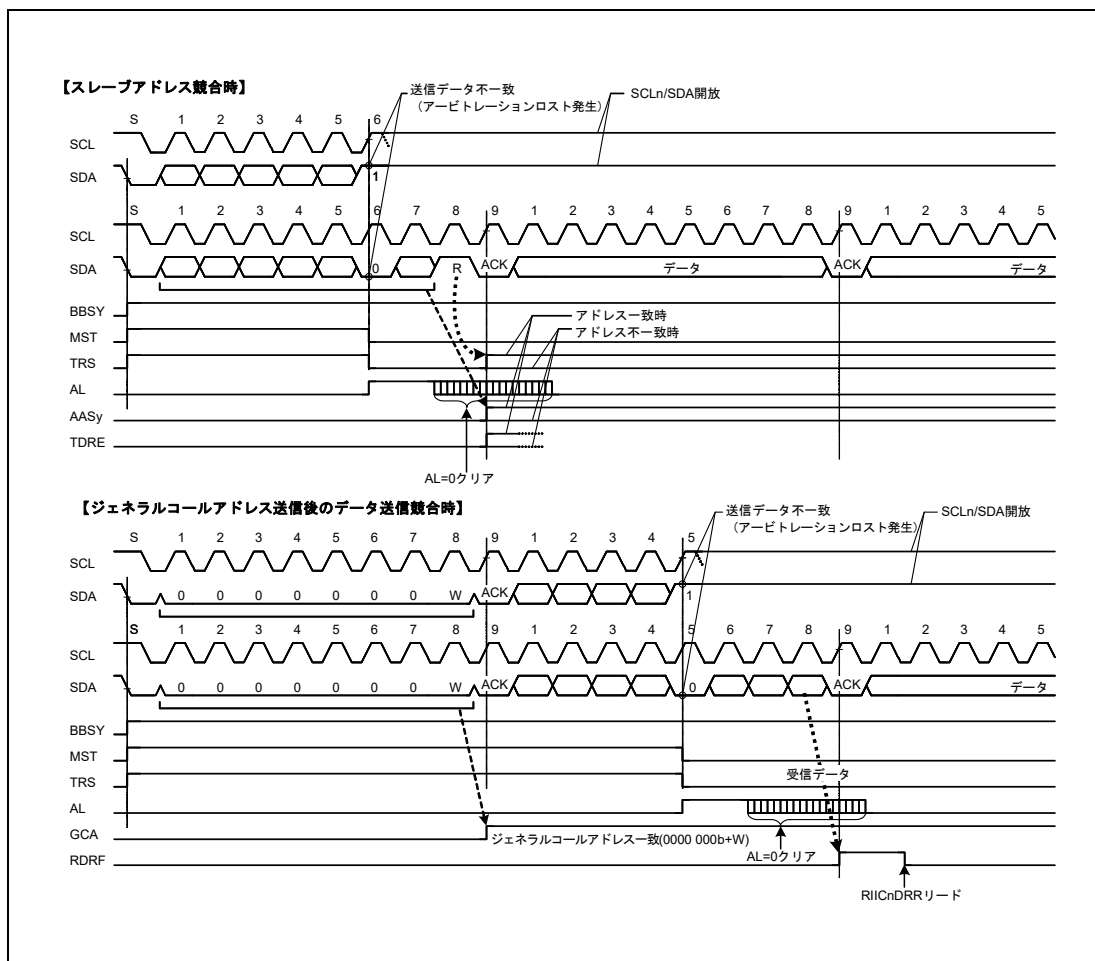 【スレーブアドレス競合時】
送信データ不一致
（アービトレーションロスト発生）
SCLn/SDA開放
S 1 2 3 4 5 6
SCL
SDA
1
S 1 2 3 4 5 6 7 8 9 1 2 3 4 5 6 7 8 9 1 2 3 4 5
SCL
SDA
0 R ACK データ ACK データ
BBSY
MST
アドレス一致時
アドレス不一致時
TRS
AL
AASy
TDRE
AL=0クリア
【ジェネラルコールアドレス送信後のデータ送信競合時】
送信データ不一致
（アービトレーションロスト発生）
SCLn/SDA開放
S 1 2 3 4 5 6 7 8 9 1 2 3 4 5
SCL
SDA
0 0 0 0 0 0 0 W ACK 1
S 1 2 3 4 5 6 7 8 9 1 2 3 4 5 6 7 8 9 1 2 3 4 5
SCL
SDA
0 0 0 0 0 0 0 W ACK 0 ACK データ
BBSY
MST
TRS
受信データ
AL
GCA
ジェネラルコールアドレス一致(0000 000b+W)
AL=0クリア
RDRF
RIICnDRRリード